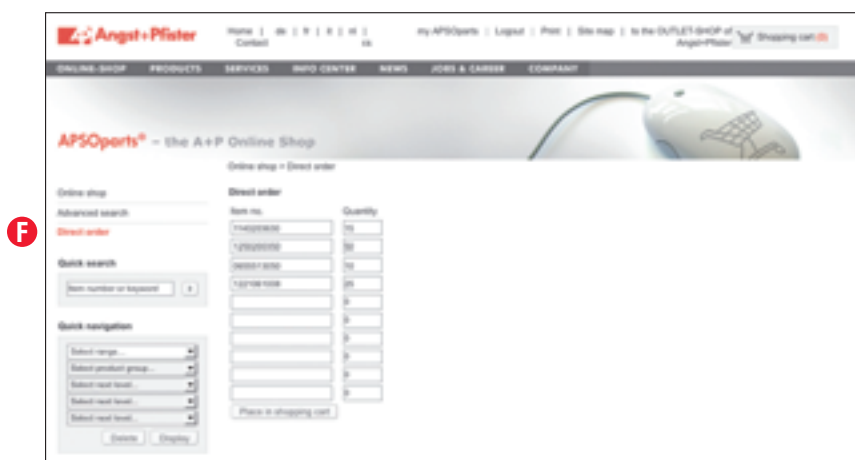 Angst+Pfister
Home | de | fr | it | nl |
Contact
my APSOparts | Logout | Print | Site map | to the OUTLET-SHOP of
Angst+Pfister
Shopping cart (0)
ONLINE-SHOP PRODUCTS SERVICES INFO CENTER NEWS JOBS & CAREER COMPANY
APSOparts® – the A+P Online Shop
Online shop > Direct order
Online shop
Advanced search
Direct order
F
Quick search
Item number or keyword
Quick navigation
Select range...
Select product group...
Select next level...
Select next level...
Select next level...
Delete Display
Direct order
Item no. Quantity
10
50
10
25
0
0
0
0
0
0
Place in shopping cart